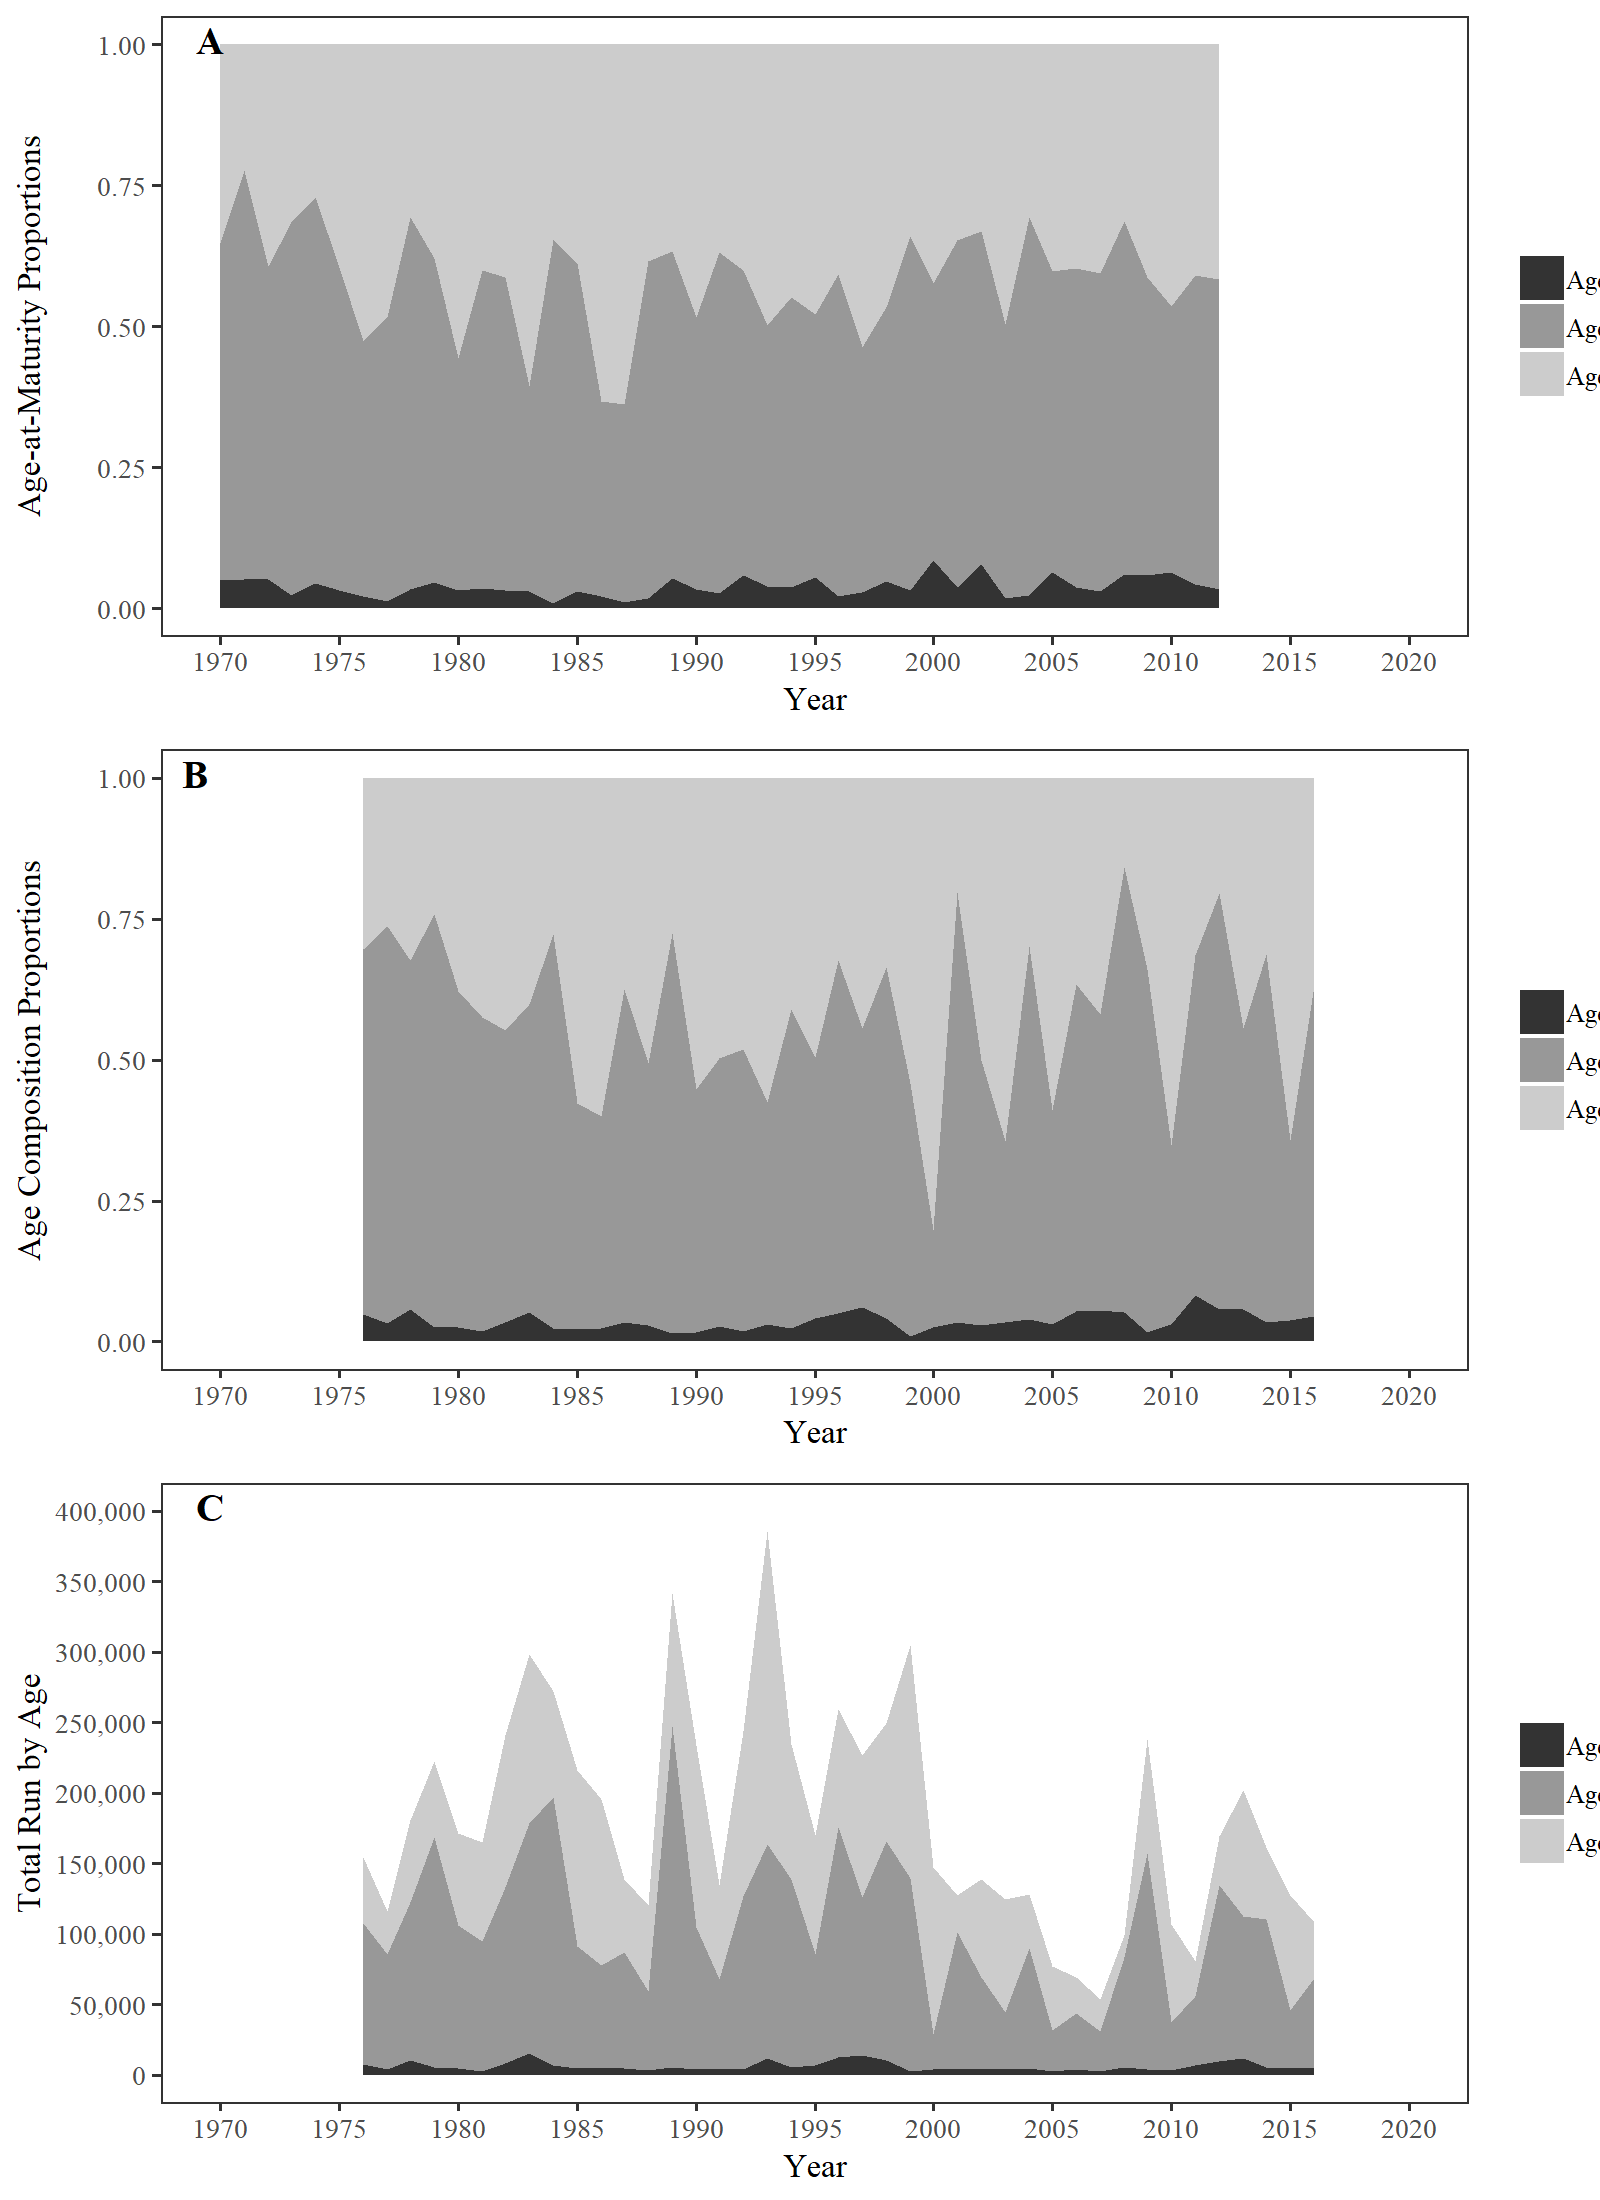 A
1.00
0.75
0.50
0.25
0.00
Age-at-Maturity Proportions
1970 1975 1980 1985 1990 1995 2000 2005 2010 2015 2020
Year
Age
Age
Age
B
1.00
0.75
0.50
0.25
0.00
Age Composition Proportions
1970 1975 1980 1985 1990 1995 2000 2005 2010 2015 2020
Year
Age
Age
Age
C
400,000
350,000
300,000
250,000
200,000
150,000
100,000
50,000
0
Total Run by Age
1970 1975 1980 1985 1990 1995 2000 2005 2010 2015 2020
Year
Age
Age
Age